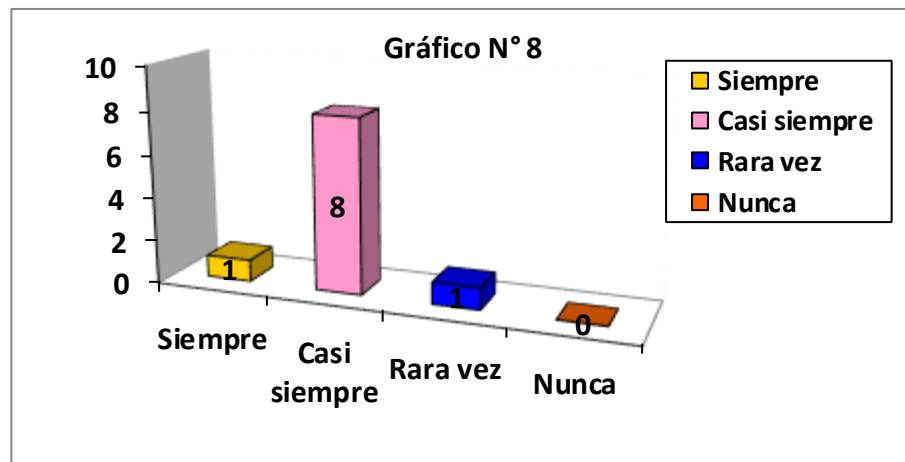 Gráfico N° 8
10
8
6
4
2
0
1
8
1
0
Siempre
Casi
siempre
Rara vez
Nunca
Siempre
Casi siempre
Rara vez
Nunca